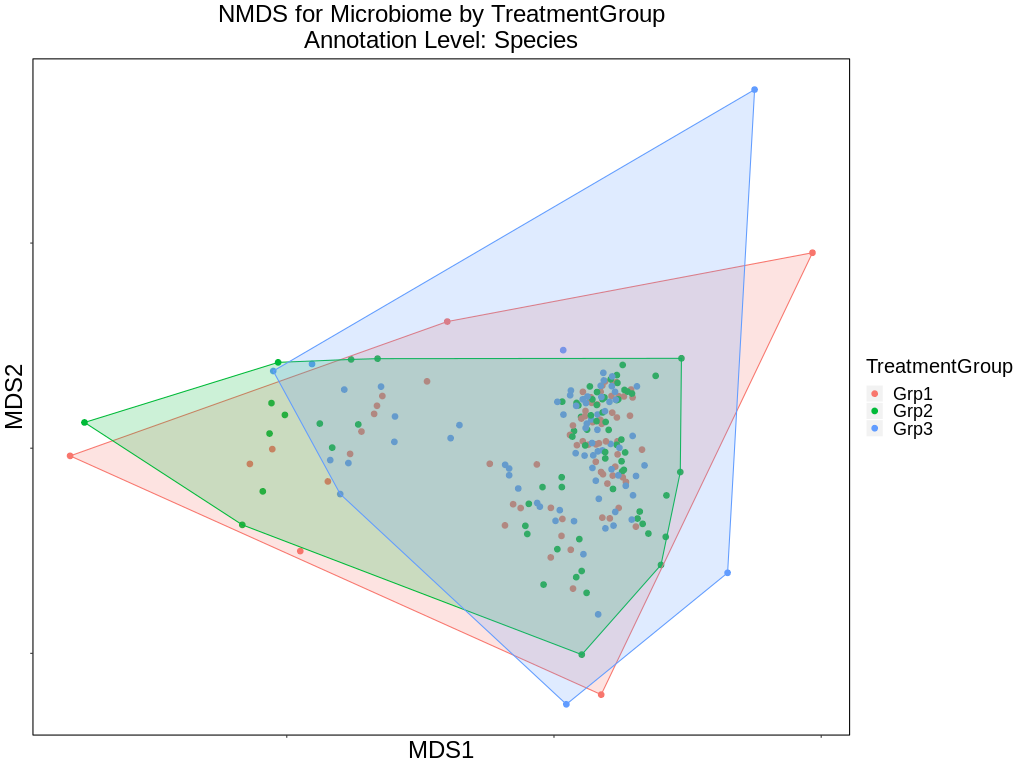 NMDS for Microbiome by TreatmentGroup
Annotation Level: Species
MDS2
MDS1
TreatmentGroup
Grp1
Grp2
Grp3